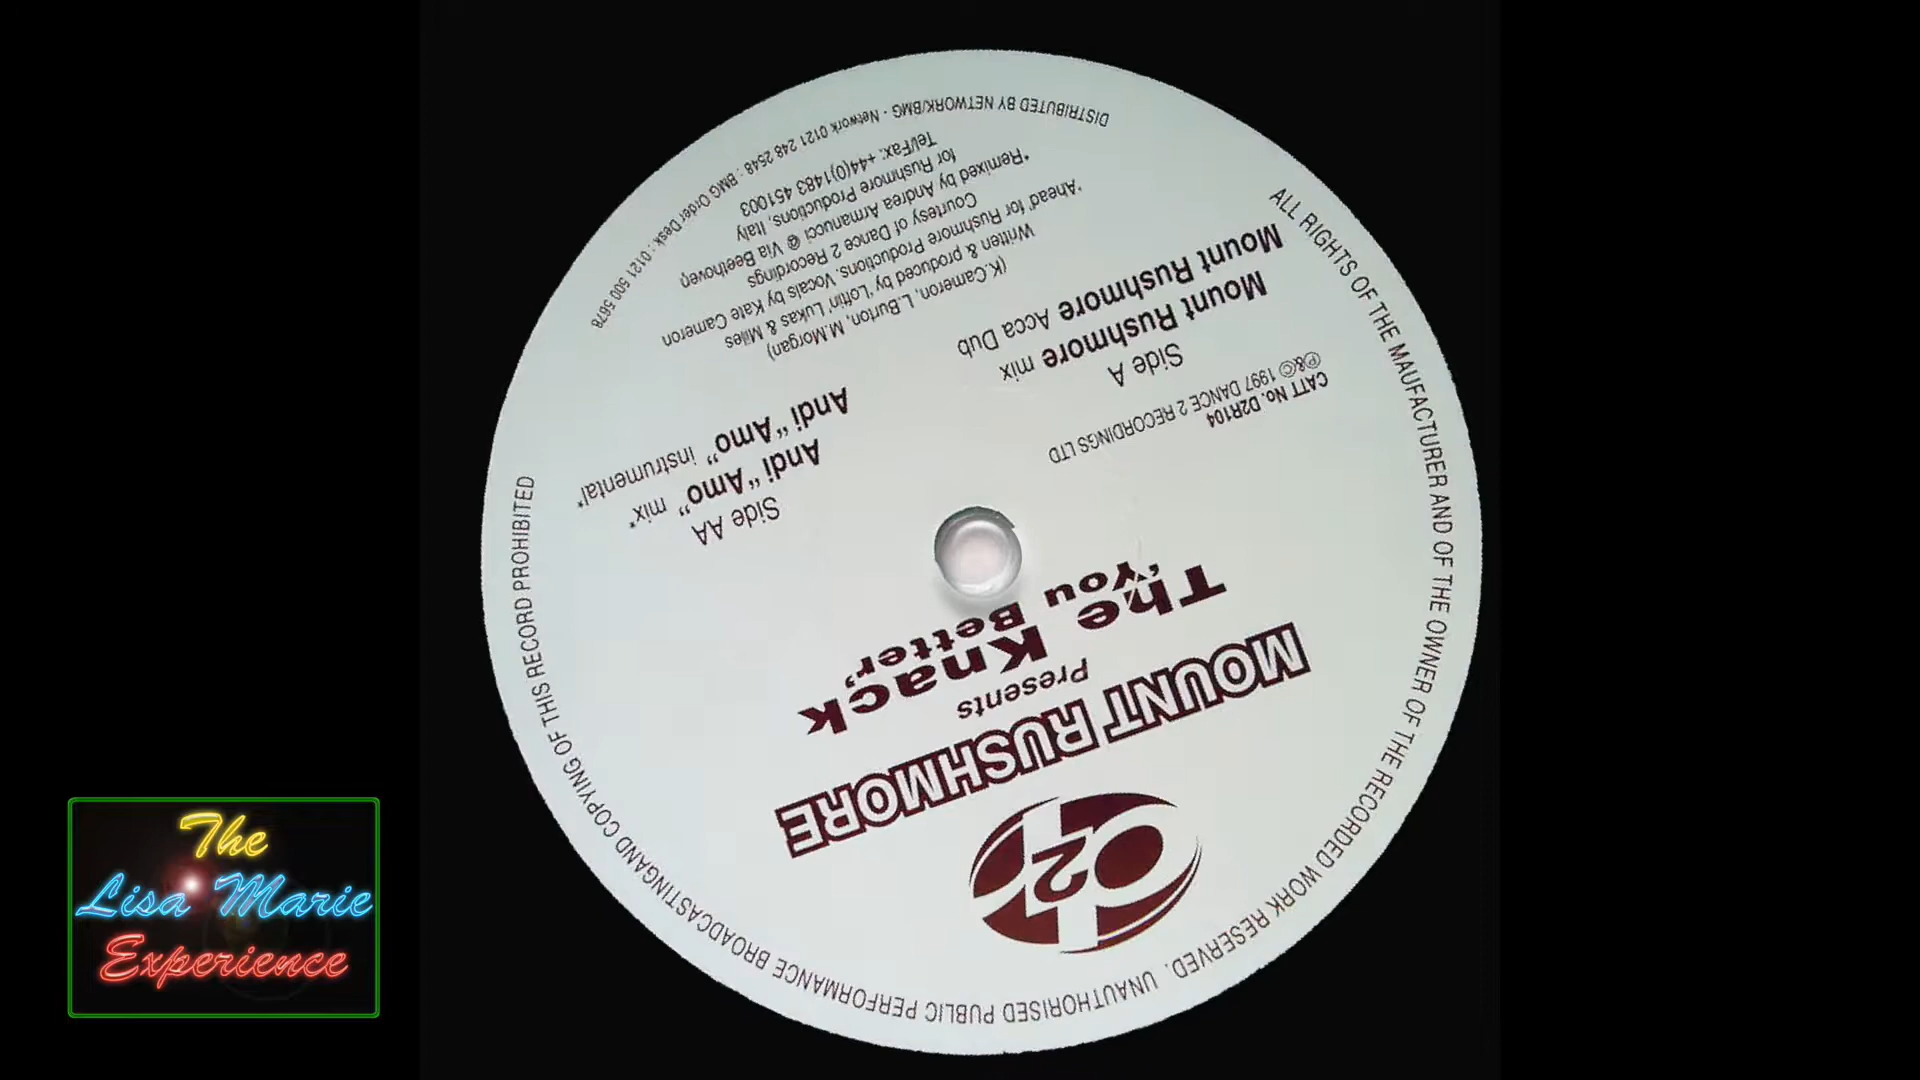 D2
MOUNT RUSHMORE
Presents
The Knack
'You Better'
CATT No. D2R104
℗&© 1997 DANCE 2 RECORDINGS LTD
Side A
Mount Rushmore mix
Mount Rushmore Acca Dub
Side AA
Andi “Amo” mix*
Andi “Amo” instrumental*
(K.Cameron, L.Burton, M.Morgan)
Written & produced by 'Loftin' Lukas & Miles
'Ahead' for Rushmore Productions. Vocals by Kate Cameron
Courtesy of Dance 2 Recordings
*Remixed by Andrea Armanucci @ Via Beethoven,
for Rushmore Productions, Italy
Tel/Fax: +44(0)1483 451003
DISTRIBUTED BY NETWORK/BMG - Network 0121 248 2548 : BMG Order Desk : 0121 500 5678
ALL RIGHTS OF THE MAUFACTURER AND OF THE OWNER OF THE RECORDED WORK RESERVED. UNAUTHORISED PUBLIC PERFORMANCE BROADCASTINGAND COPYING OF THIS RECORD PROHIBITED
The
Lisa Marie
Experience